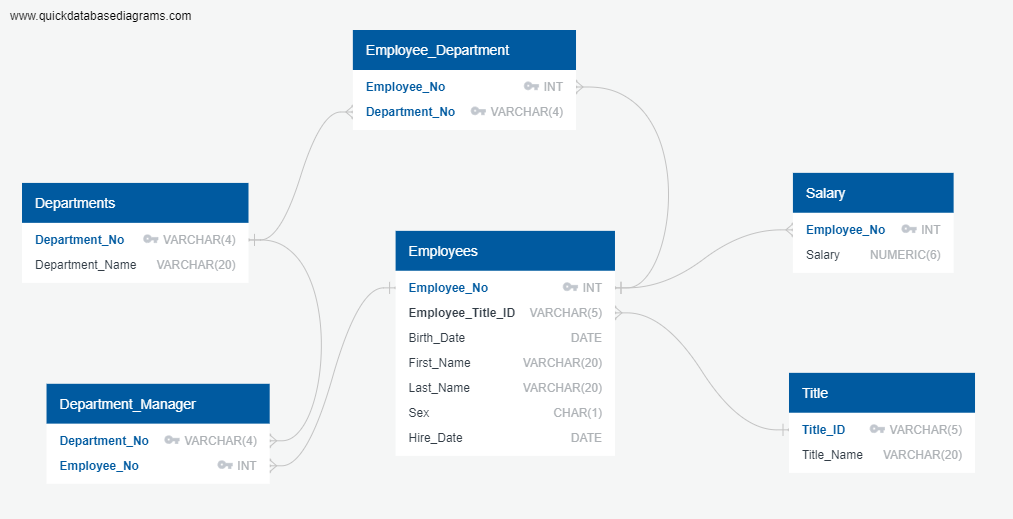 www.quickdatabasediagrams.com
Employee_Department
Employee_No INT
Department_No VARCHAR(4)
Departments
Department_No VARCHAR(4)
Department_Name VARCHAR(20)
Employees
Employee_No INT
Employee_Title_ID VARCHAR(5)
Birth_Date DATE
First_Name VARCHAR(20)
Last_Name VARCHAR(20)
Sex CHAR(1)
Hire_Date DATE
Salary
Employee_No INT
Salary NUMERIC(6)
Department_Manager
Department_No VARCHAR(4)
Employee_No INT
Title
Title_ID VARCHAR(5)
Title_Name VARCHAR(20)